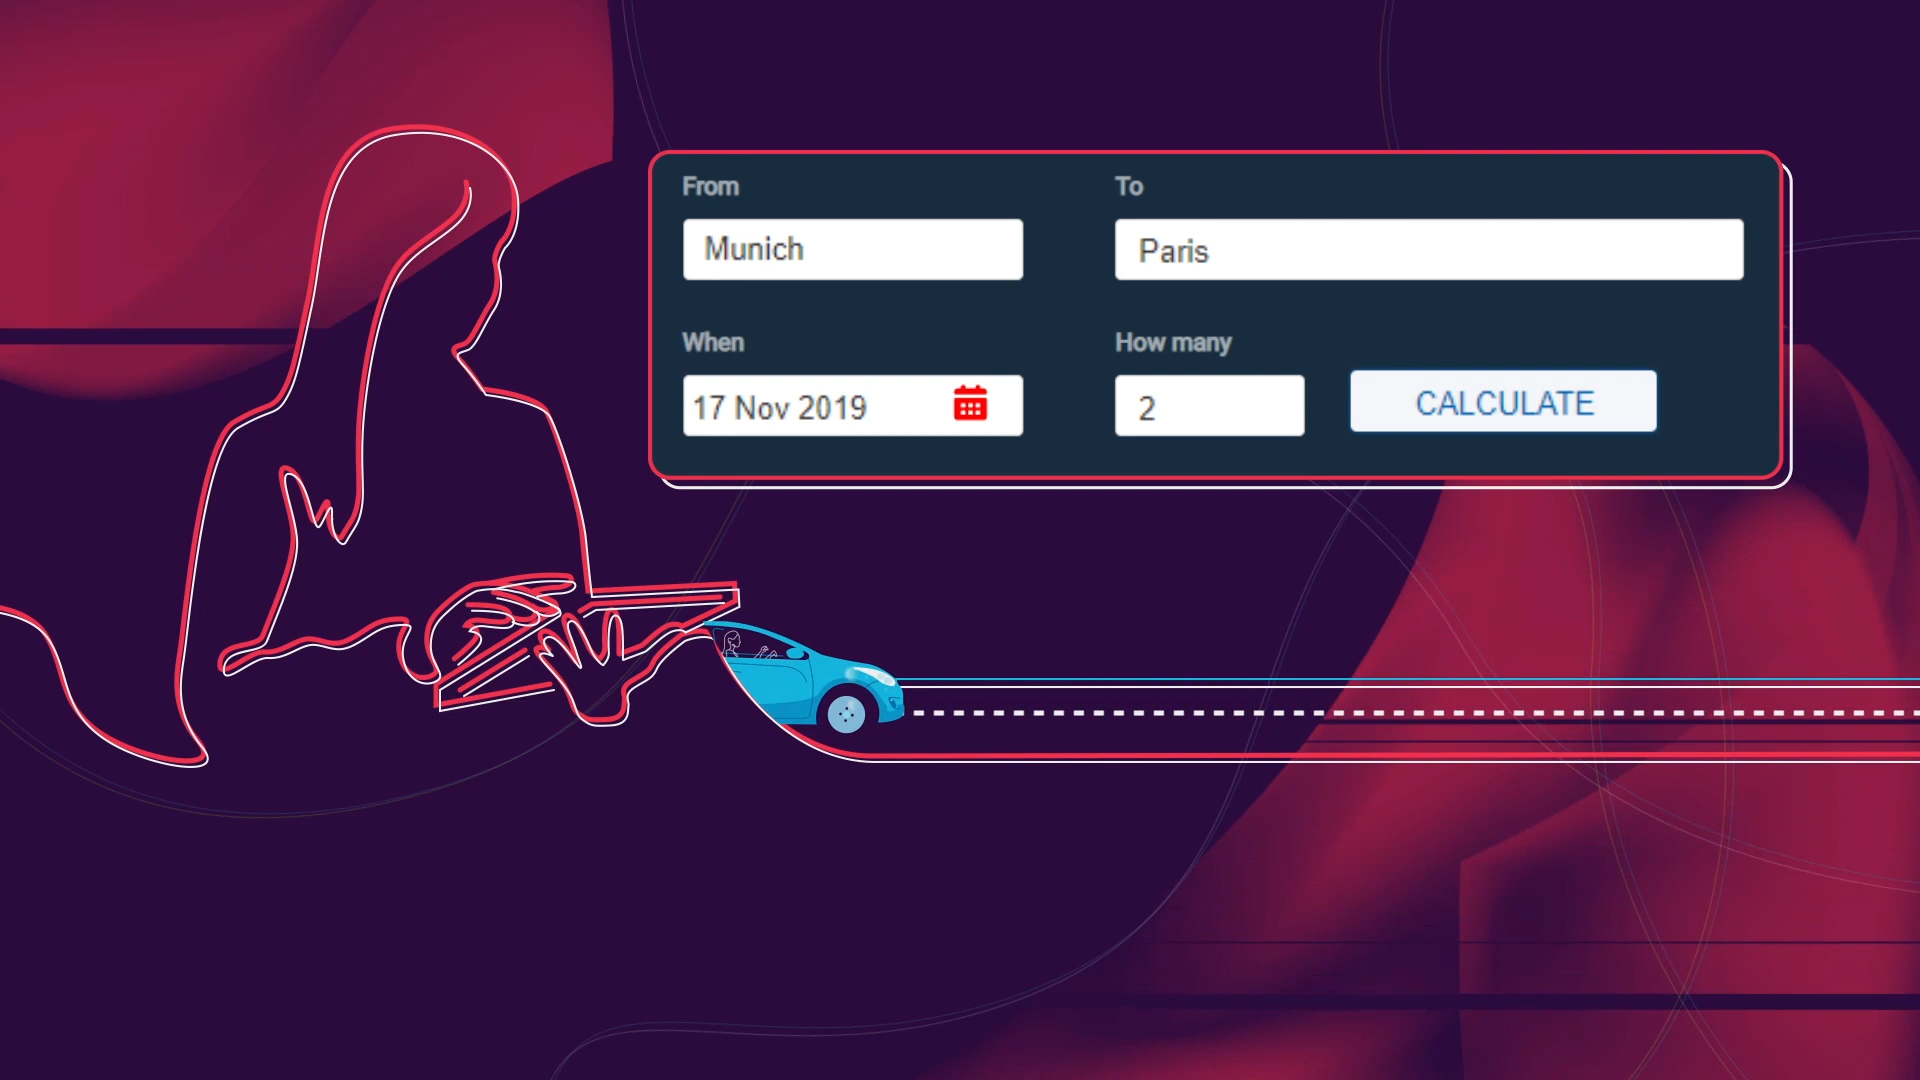 From
To
Munich
Paris
When
How many
17 Nov 2019
2
CALCULATE